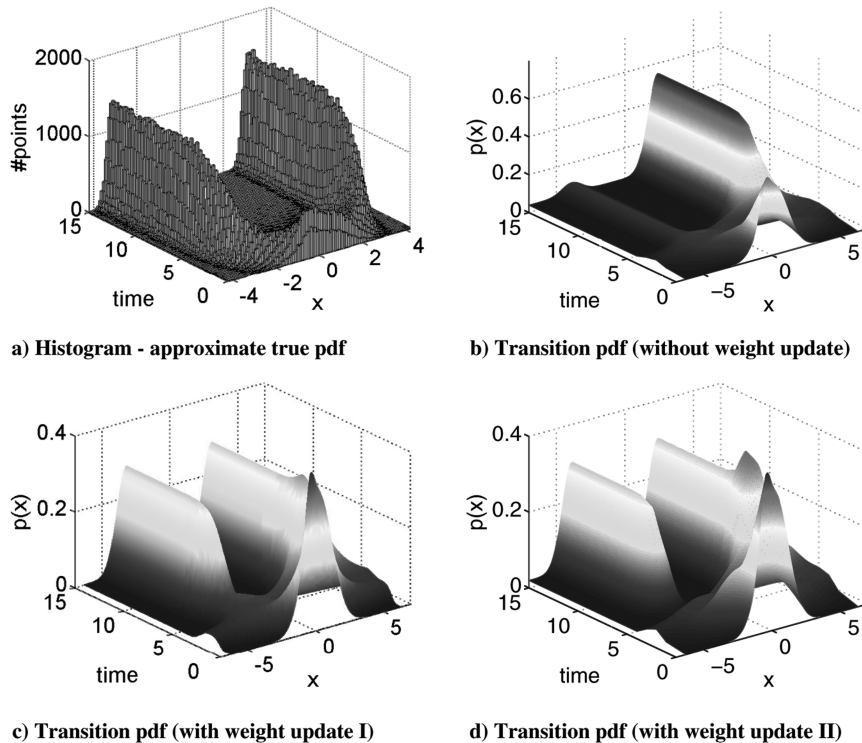 2000
1000
0
#points
15
10
5
0
time
-4
-2
0
2
4
x
a) Histogram - approximate true pdf
0.6
0.4
0.2
0
p(x)
15
10
5
0
time
-5
0
5
x
b) Transition pdf (without weight update)
0.4
0.2
0
p(x)
15
10
5
0
time
-5
0
5
x
c) Transition pdf (with weight update I)
0.4
0.2
0
p(x)
15
10
5
0
time
-5
0
5
x
d) Transition pdf (with weight update II)